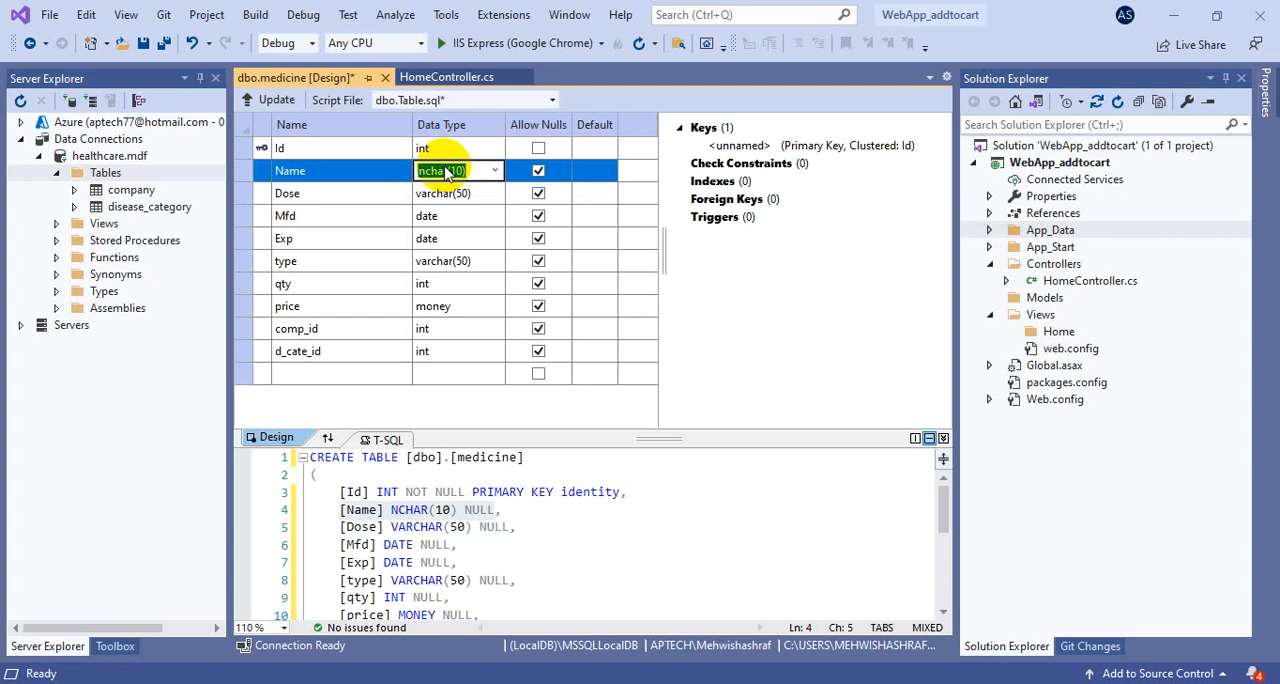 File Edit View Git Project Build Debug Test Analyze Tools Extensions Window Help Search (Ctrl+Q) WebApp_addtocart AS
Debug Any CPU IIS Express (Google Chrome) Live Share
Server Explorer
Azure (aptech77@hotmail.com - 0
Data Connections
healthcare.mdf
Tables
company
disease_category
Views
Stored Procedures
Functions
Synonyms
Types
Assemblies
Servers
Server Explorer Toolbox
dbo.medicine [Design]* HomeController.cs
Update Script File: dbo.Table.sql*
Name Data Type Allow Nulls Default
Id int
Name nchar(10)
Dose varchar(50)
Mfd date
Exp date
type varchar(50)
qty int
price money
comp_id int
d_cate_id int
Keys (1)
<unnamed> (Primary Key, Clustered: Id)
Check Constraints (0)
Indexes (0)
Foreign Keys (0)
Triggers (0)
Design T-SQL
1 CREATE TABLE [dbo].[medicine]
2 (
3 [Id] INT NOT NULL PRIMARY KEY identity,
4 [Name] NCHAR(10) NULL,
5 [Dose] VARCHAR(50) NULL,
6 [Mfd] DATE NULL,
7 [Exp] DATE NULL,
8 [type] VARCHAR(50) NULL,
9 [qty] INT NULL,
10 [price] MONEY NULL,
110 % No issues found Ln: 4 Ch: 5 TABS MIXED
Connection Ready (LocalDB)\MSSQLLocalDB APTECH\Mehwishashraf C:\USERS\MEHWISHASHRAF...
Solution Explorer
Search Solution Explorer (Ctrl+;)
Solution 'WebApp_addtocart' (1 of 1 project)
WebApp_addtocart
Connected Services
Properties
References
App_Data
App_Start
Controllers
HomeController.cs
Models
Views
Home
web.config
Global.asax
packages.config
Web.config
Solution Explorer Git Changes
Properties
Ready Add to Source Control 4